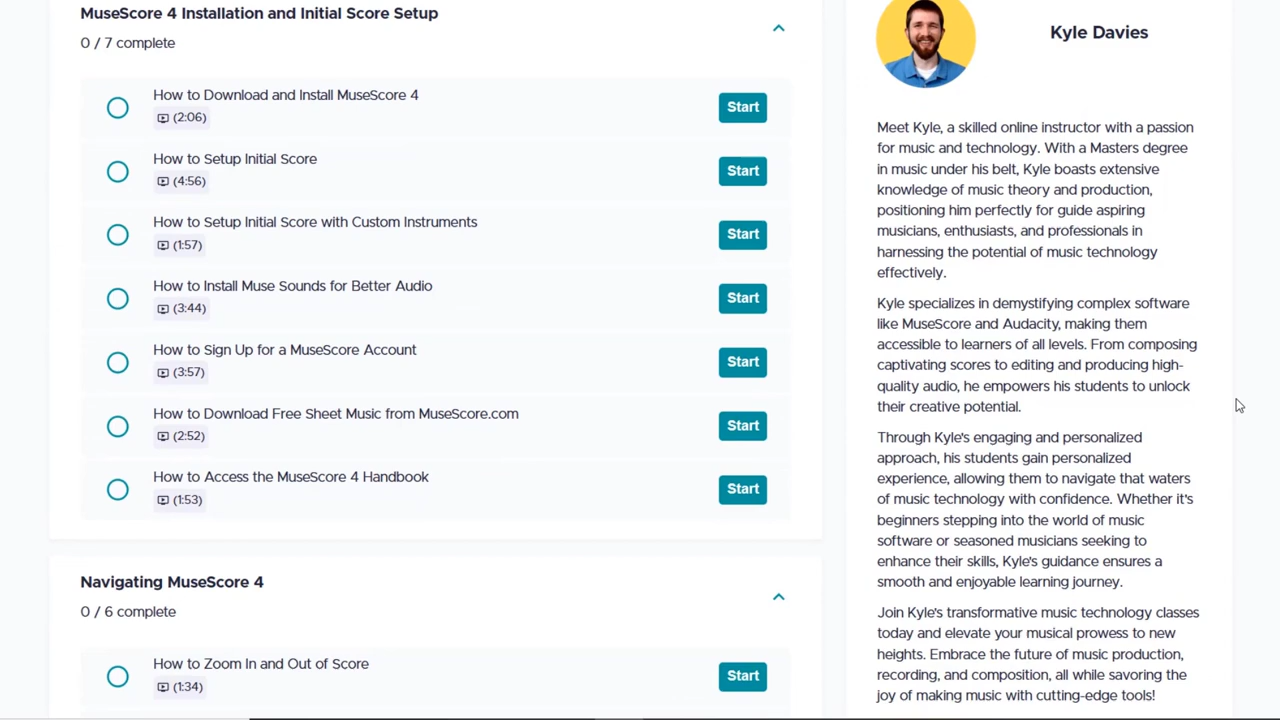 MuseScore 4 Installation and Initial Score Setup
0 / 7 complete
How to Download and Install MuseScore 4
(2:06)
Start
How to Setup Initial Score
(4:56)
Start
How to Setup Initial Score with Custom Instruments
(1:57)
Start
How to Install Muse Sounds for Better Audio
(3:44)
Start
How to Sign Up for a MuseScore Account
(3:57)
Start
How to Download Free Sheet Music from MuseScore.com
(2:52)
Start
How to Access the MuseScore 4 Handbook
(1:53)
Start
Navigating MuseScore 4
0 / 6 complete
How to Zoom In and Out of Score
(1:34)
Start
Kyle Davies
Meet Kyle, a skilled online instructor with a passion
for music and technology. With a Masters degree
in music under his belt, Kyle boasts extensive
knowledge of music theory and production,
positioning him perfectly for guide aspiring
musicians, enthusiasts, and professionals in
harnessing the potential of music technology
effectively.
Kyle specializes in demystifying complex software
like MuseScore and Audacity, making them
accessible to learners of all levels. From composing
captivating scores to editing and producing high-
quality audio, he empowers his students to unlock
their creative potential.
Through Kyle's engaging and personalized
approach, his students gain personalized
experience, allowing them to navigate that waters
of music technology with confidence. Whether it's
beginners stepping into the world of music
software or seasoned musicians seeking to
enhance their skills, Kyle's guidance ensures a
smooth and enjoyable learning journey.
Join Kyle's transformative music technology classes
today and elevate your musical prowess to new
heights. Embrace the future of music production,
recording, and composition, all while savoring the
joy of making music with cutting-edge tools!